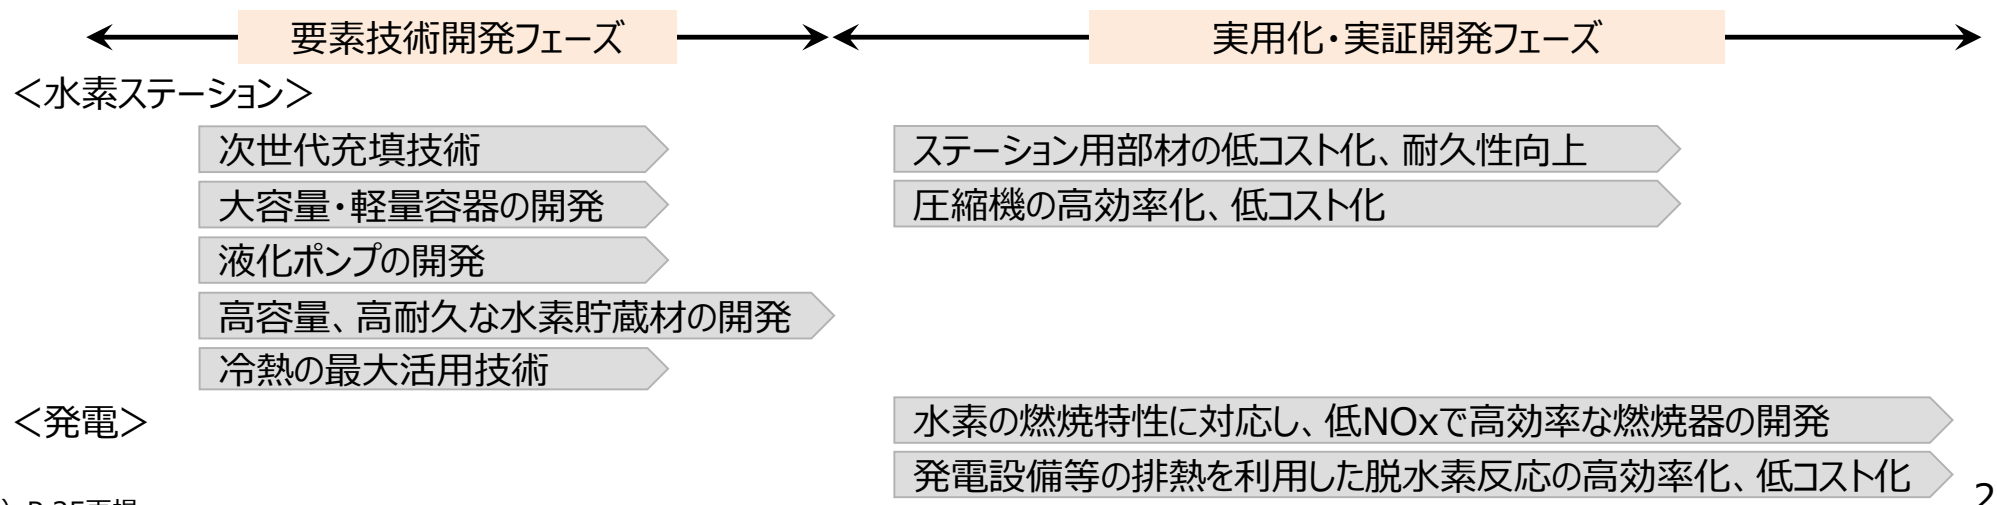 要素技術開発フェーズ
実用化・実証開発フェーズ
＜水素ステーション＞
次世代充填技術
ステーション用部材の低コスト化、耐久性向上
大容量・軽量容器の開発
圧縮機の高効率化、低コスト化
液化ポンプの開発
高容量、高耐久な水素貯蔵材の開発
冷熱の最大活用技術
＜発電＞
水素の燃焼特性に対応し、低NOxで高効率な燃焼器の開発
発電設備等の排熱を利用した脱水素反応の高効率化、低コスト化
2